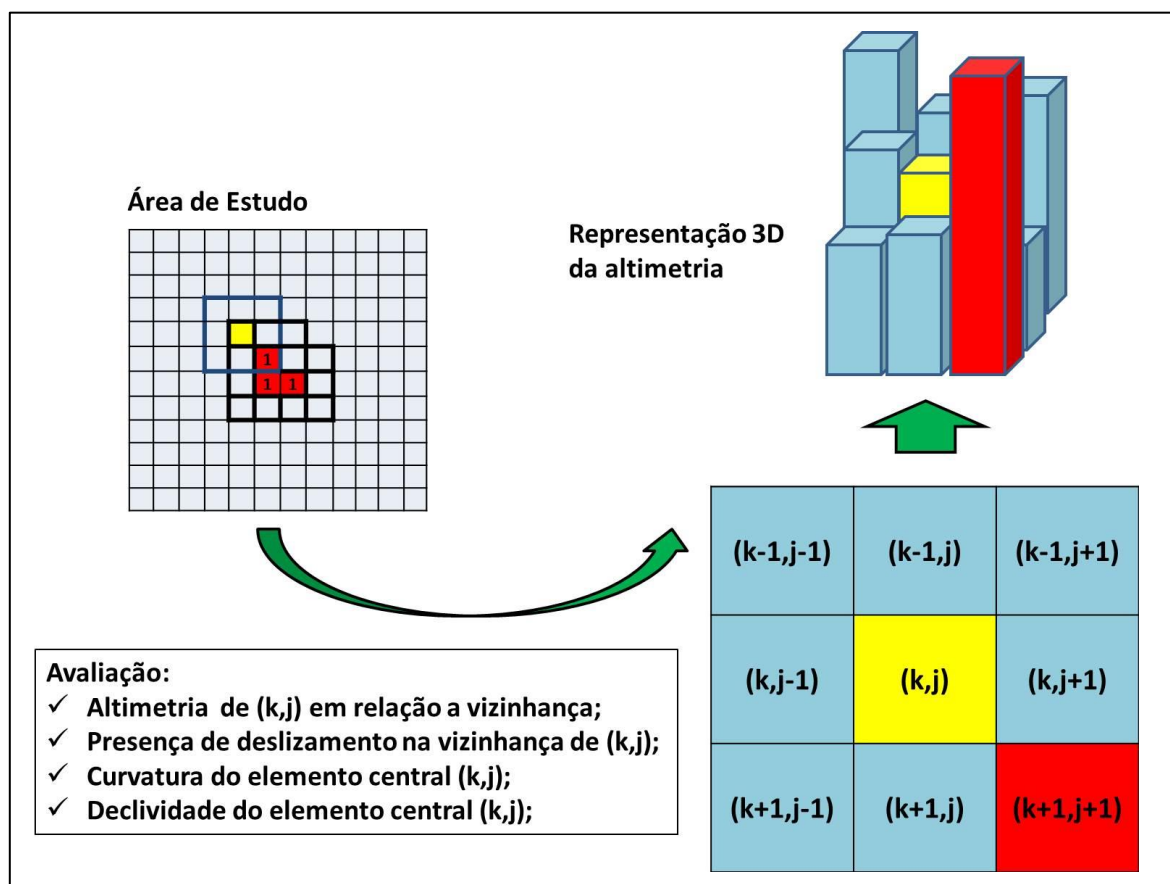 Área de Estudo
1
1 1
Representação 3D
da altimetria
(k-1,j-1) (k-1,j) (k-1,j+1)
(k,j-1) (k,j) (k,j+1)
(k+1,j-1) (k+1,j) (k+1,j+1)
Avaliação:
✓ Altimetria de (k,j) em relação a vizinhança;
✓ Presença de deslizamento na vizinhança de (k,j);
✓ Curvatura do elemento central (k,j);
✓ Declividade do elemento central (k,j);